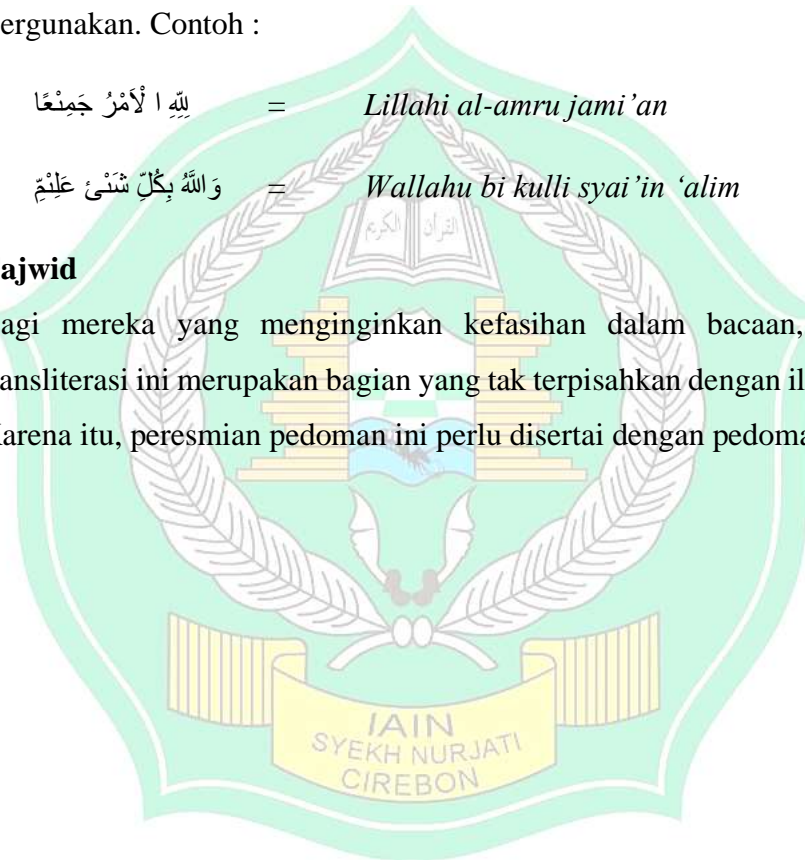 ergunakan. Contoh :
لِلّهِ ا لْأَمْرُ جَمِنْعًا = Lillahi al-amru jami’an
وَ اللَّهُ بِكُلِّ شَنْئ عَلِنْمٌّ = Wallahu bi kulli syai’in ‘alim
القرآن الكريم
ajwid
agi mereka yang menginginkan kefasihan dalam bacaan,
ansliterasi ini merupakan bagian yang tak terpisahkan dengan il
Karena itu, peresmian pedoman ini perlu disertai dengan pedoma
IAIN
SYEKH NURJATI
CIREBON